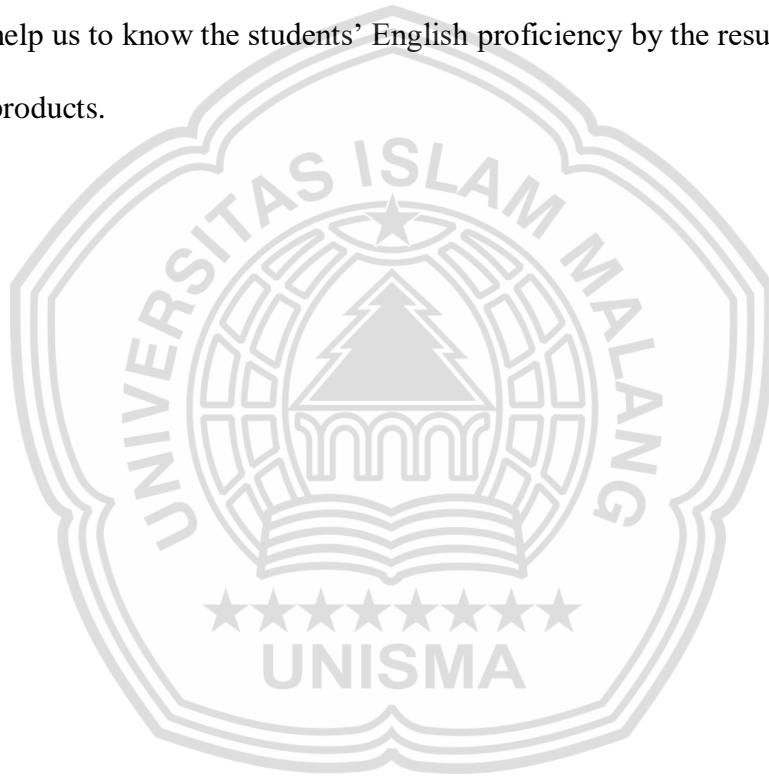 help us to know the students’ English proficiency by the resu
products.
UNIVERSITAS ISLAM MALANG
UNISMA